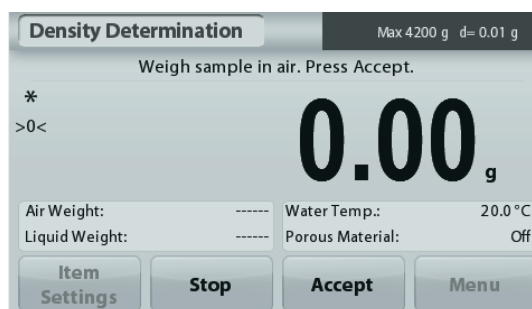 Density Determination
Max 4200 g d= 0.01 g
Weigh sample in air. Press Accept.
*
>0<
0.00 g
Air Weight: ------ Water Temp.: 20.0 °C
Liquid Weight: ------ Porous Material: Off
Item Settings
Stop
Accept
Menu